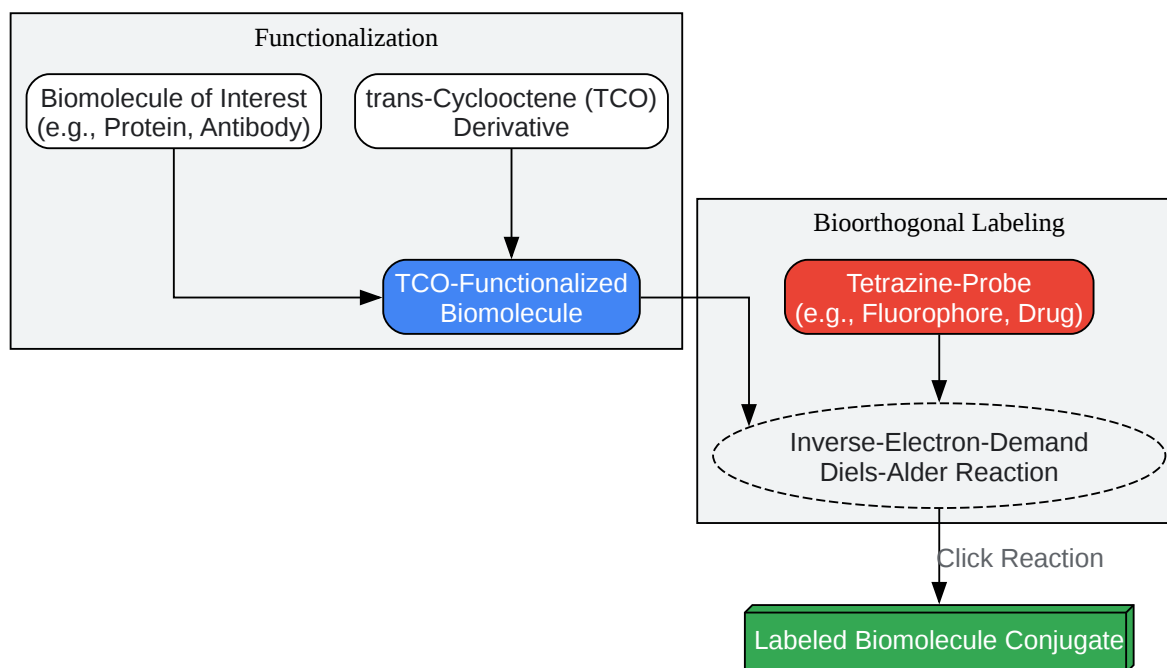 Functionalization
Biomolecule of Interest
(e.g., Protein, Antibody)
trans-Cyclooctene (TCO)
Derivative
TCO-Functionalized
Biomolecule
Bioorthogonal Labeling
Tetrazine-Probe
(e.g., Fluorophore, Drug)
Inverse-Electron-Demand
Diels-Alder Reaction
Click Reaction
Labeled Biomolecule Conjugate